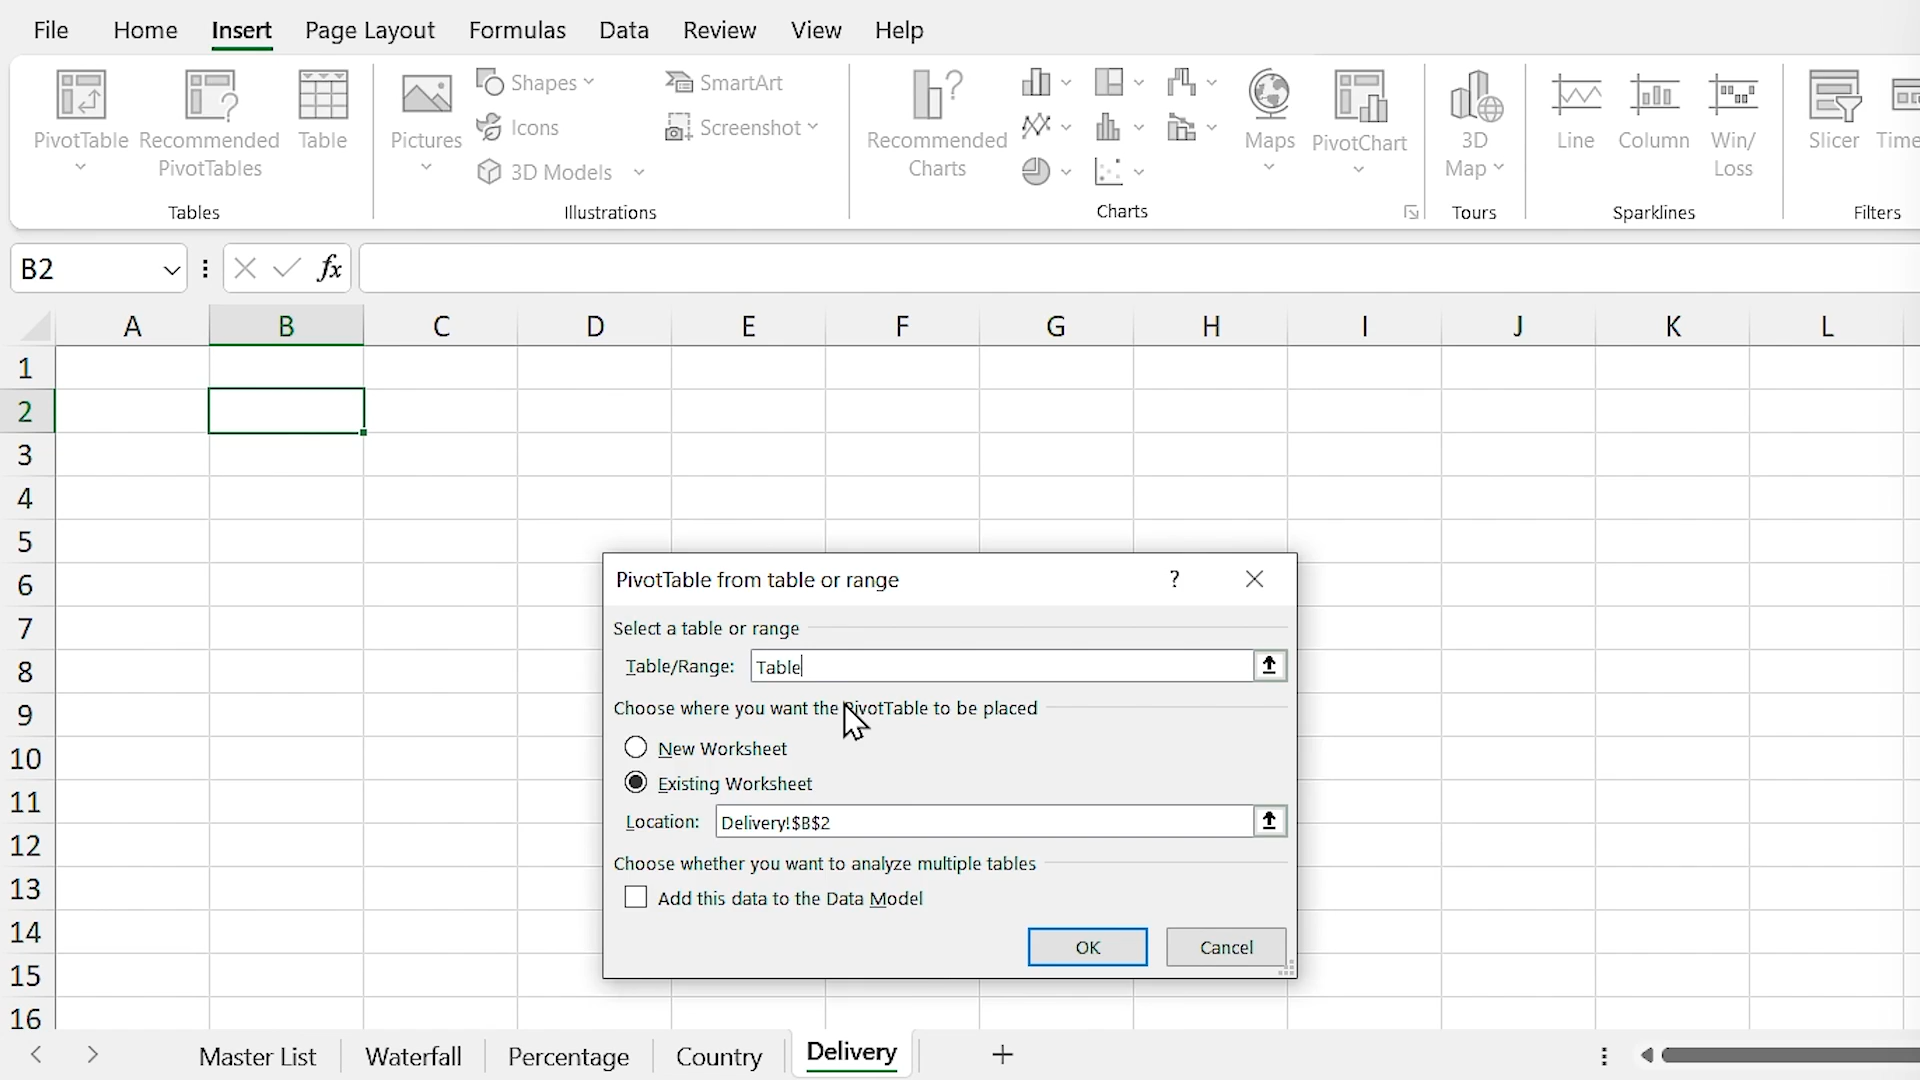 File Home Insert Page Layout Formulas Data Review View Help
PivotTable Recommended PivotTables Table
Tables
Pictures Shapes Icons 3D Models SmartArt Screenshot
Illustrations
Recommended Charts Maps PivotChart
Charts
3D Map
Tours
Line Column Win/Loss
Sparklines
Slicer Time
Filters
B2 fx
A B C D E F G H I J K L
1
2
3
4
5
6
7
8
9
10
11
12
13
14
15
16
PivotTable from table or range ?
Select a table or range
Table/Range: Table
Choose where you want the PivotTable to be placed
New Worksheet
Existing Worksheet
Location: Delivery!$B$2
Choose whether you want to analyze multiple tables
Add this data to the Data Model
OK Cancel
Master List Waterfall Percentage Country Delivery +